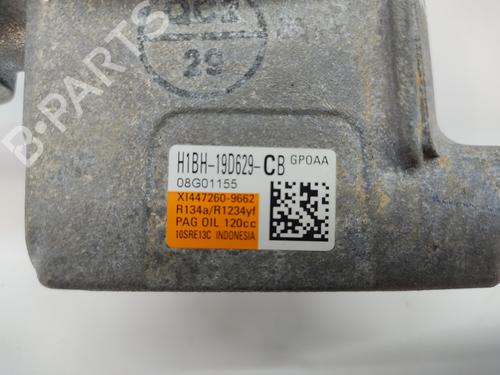 29
H1BH-19D629-CB GP0AA
08G01155
XI447260-9662
R134a/R1234yf
PAG OIL 120cc
10SRE13C INDONESIA
B-PARTS